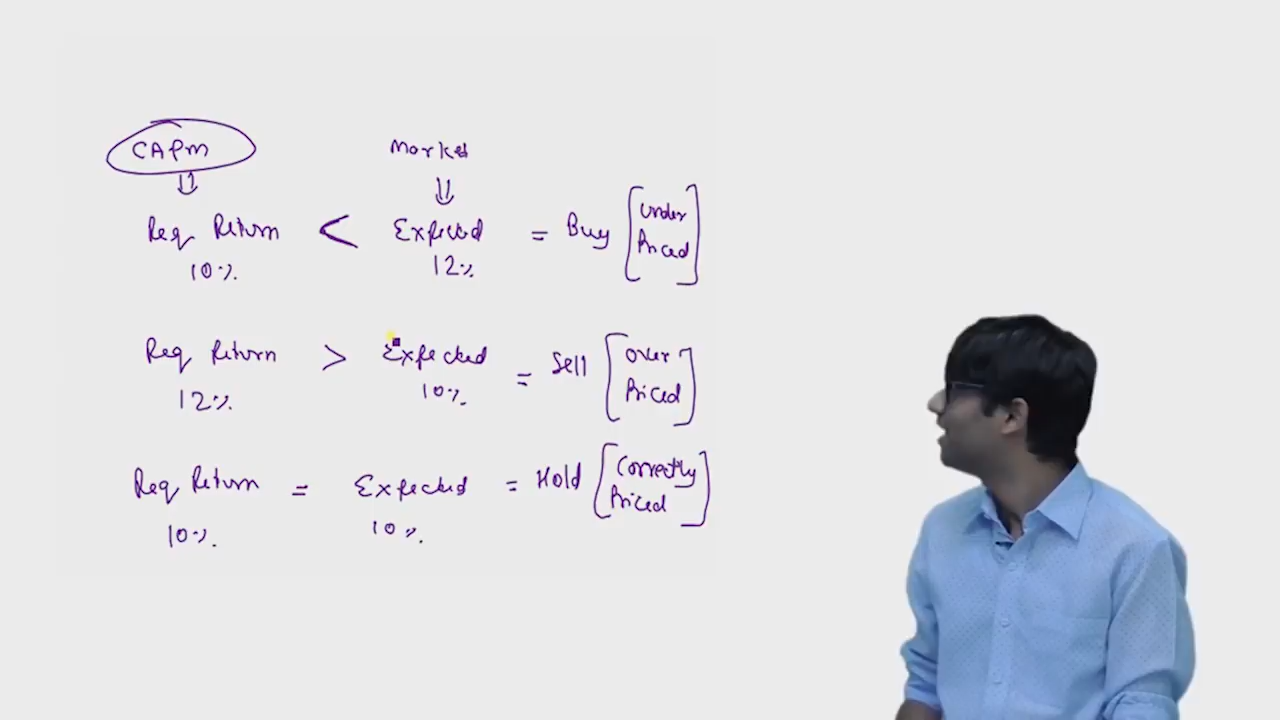 CAPM Market
Req Return < Expected = Buy [Under Priced]
10% 12%
Req Return > Expected = Sell [Over Priced]
12% 10%
Req Return = Expected = Hold [Correctly Priced]
10% 10%